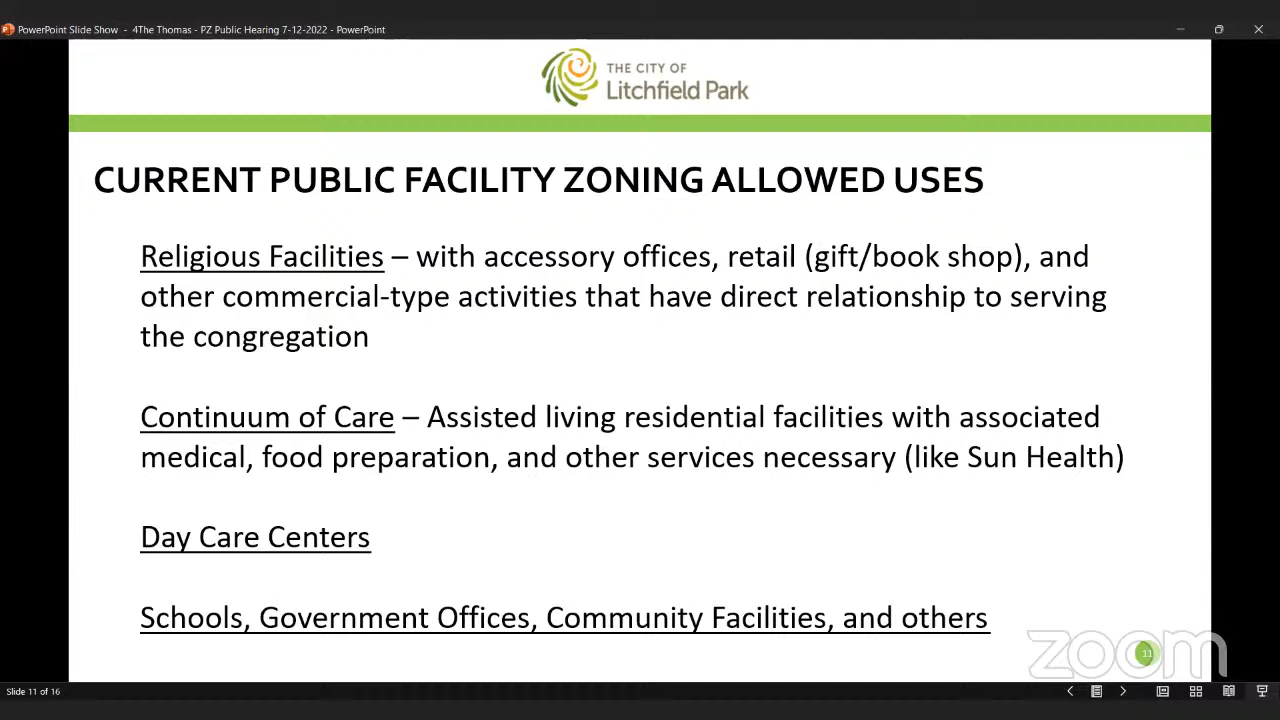 PowerPoint Slide Show - 4The Thomas - PZ Public Hearing 7-12-2022 - PowerPoint
THE CITY OF
Litchfield Park
CURRENT PUBLIC FACILITY ZONING ALLOWED USES
Religious Facilities – with accessory offices, retail (gift/book shop), and
other commercial-type activities that have direct relationship to serving
the congregation
Continuum of Care – Assisted living residential facilities with associated
medical, food preparation, and other services necessary (like Sun Health)
Day Care Centers
Schools, Government Offices, Community Facilities, and others
zoom
11
Slide 11 of 16